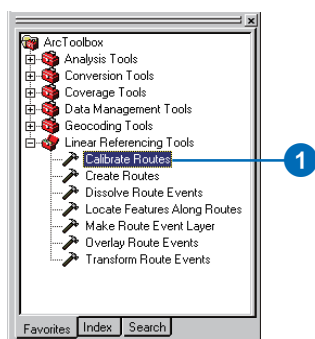 ArcToolbox
Analysis Tools
Conversion Tools
Coverage Tools
Data Management Tools
Geocoding Tools
Linear Referencing Tools
Calibrate Routes
1
Create Routes
Dissolve Route Events
Locate Features Along Routes
Make Route Event Layer
Overlay Route Events
Transform Route Events
Favorites Index Search